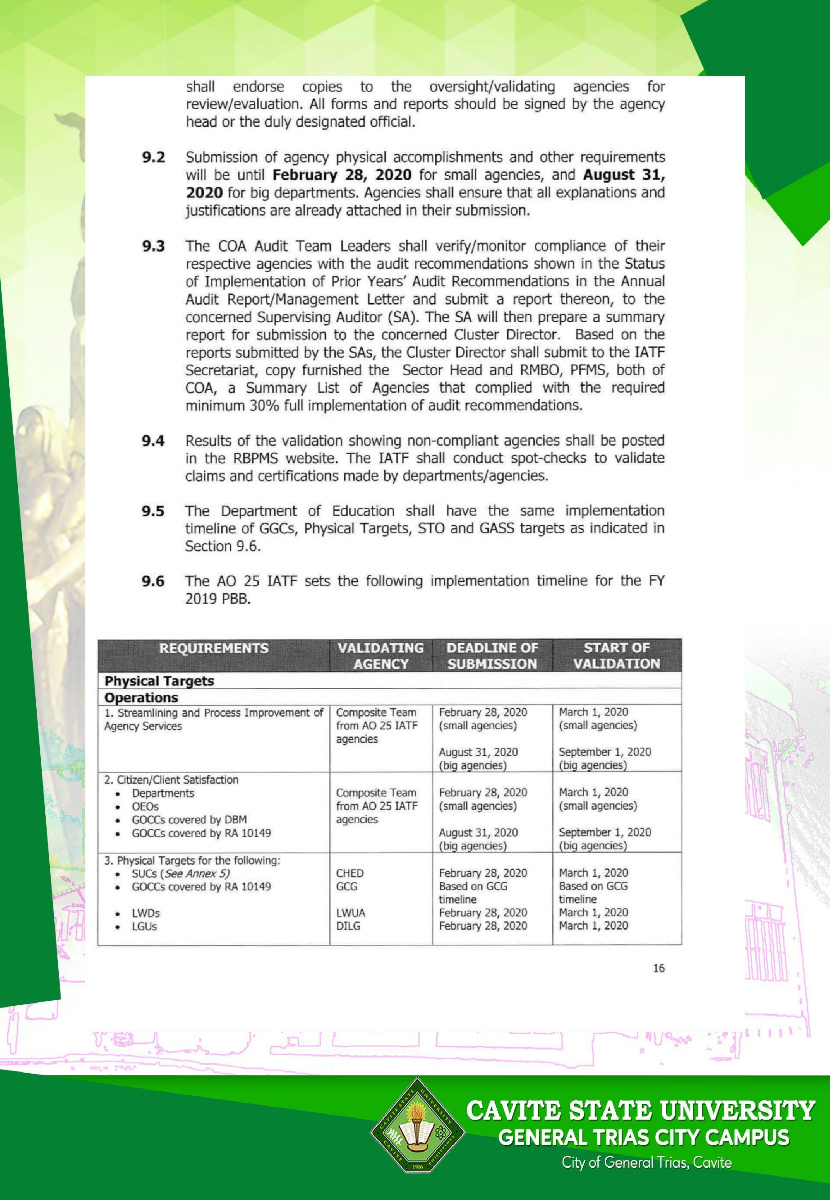 shall endorse copies to the oversight/validating agencies for
review/evaluation. All forms and reports should be signed by the agency
head or the duly designated official.
9.2 Submission of agency physical accomplishments and other requirements
will be until February 28, 2020 for small agencies, and August 31,
2020 for big departments. Agencies shall ensure that all explanations and
justifications are already attached in their submission.
9.3 The COA Audit Team Leaders shall verify/monitor compliance of their
respective agencies with the audit recommendations shown in the Status
of Implementation of Prior Years' Audit Recommendations in the Annual
Audit Report/Management Letter and submit a report thereon, to the
concerned Supervising Auditor (SA). The SA will then prepare a summary
report for submission to the concerned Cluster Director. Based on the
reports submitted by the SAs, the Cluster Director shall submit to the IATF
Secretariat, copy furnished the Sector Head and RMBO, PFMS, both of
COA, a Summary List of Agencies that complied with the required
minimum 30% full implementation of audit recommendations.
9.4 Results of the validation showing non-compliant agencies shall be posted
in the RBPMS website. The IATF shall conduct spot-checks to validate
claims and certifications made by departments/agencies.
9.5 The Department of Education shall have the same implementation
timeline of GGCs, Physical Targets, STO and GASS targets as indicated in
Section 9.6.
9.6 The AO 25 IATF sets the following implementation timeline for the FY
2019 PBB.
REQUIREMENTS VALIDATING DEADLINE OF START OF
AGENCY SUBMISSION VALIDATION
Physical Targets
Operations
1. Streamlining and Process Improvement of Composite Team February 28, 2020 March 1, 2020
Agency Services from AO 25 IATF (small agencies) (small agencies)
agencies
August 31, 2020 September 1, 2020
(big agencies) (big agencies)
2. Citizen/Client Satisfaction
• Departments Composite Team February 28, 2020 March 1, 2020
• OEOs from AO 25 IATF (small agencies) (small agencies)
• GOCCs covered by DBM agencies
• GOCCs covered by RA 10149 August 31, 2020 September 1, 2020
(big agencies) (big agencies)
3. Physical Targets for the following:
• SUCs (See Annex 5) CHED February 28, 2020 March 1, 2020
• GOCCs covered by RA 10149 GCG Based on GCG Based on GCG
timeline timeline
• LWDs LWUA February 28, 2020 March 1, 2020
• LGUs DILG February 28, 2020 March 1, 2020
16
CAVITE STATE UNIVERSITY
GENERAL TRIAS CITY CAMPUS
City of General Trias, Cavite